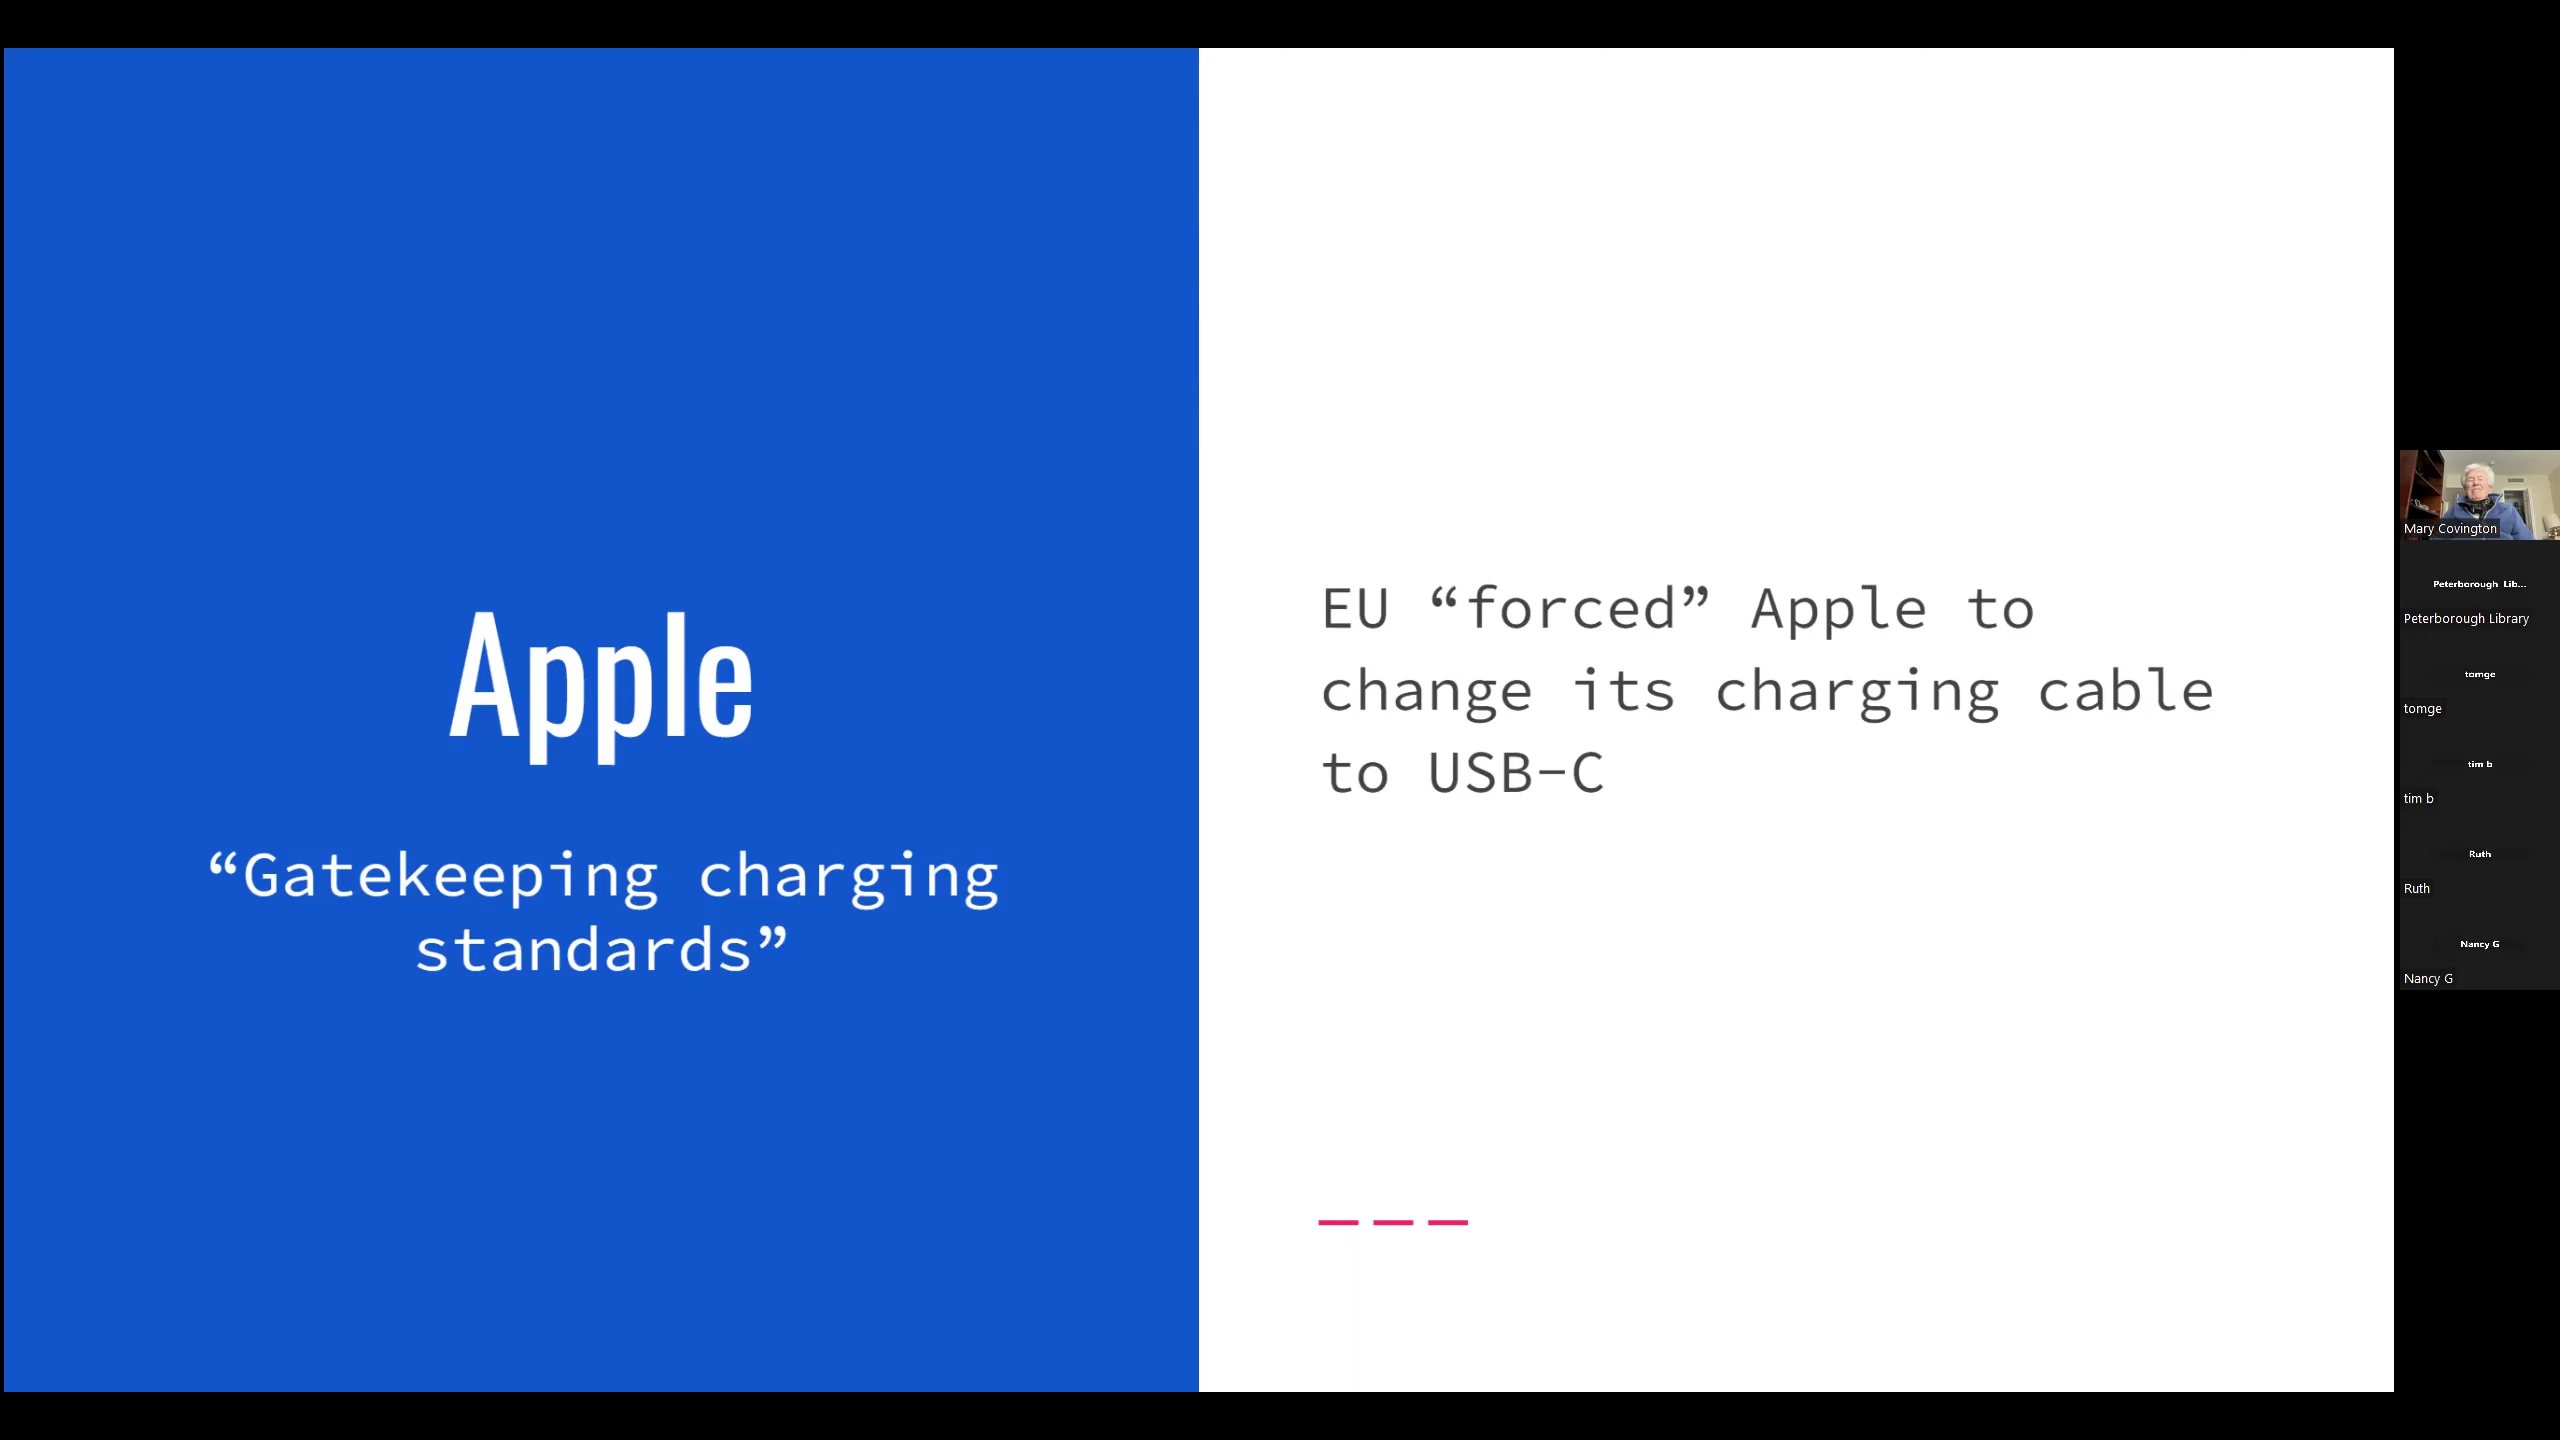 Apple
“Gatekeeping charging
standards”
EU “forced” Apple to
change its charging cable
to USB-C
Mary Covington
Peterborough Lib...
Peterborough Library
tomge
tomge
tim b
tim b
Ruth
Ruth
Nancy G
Nancy G